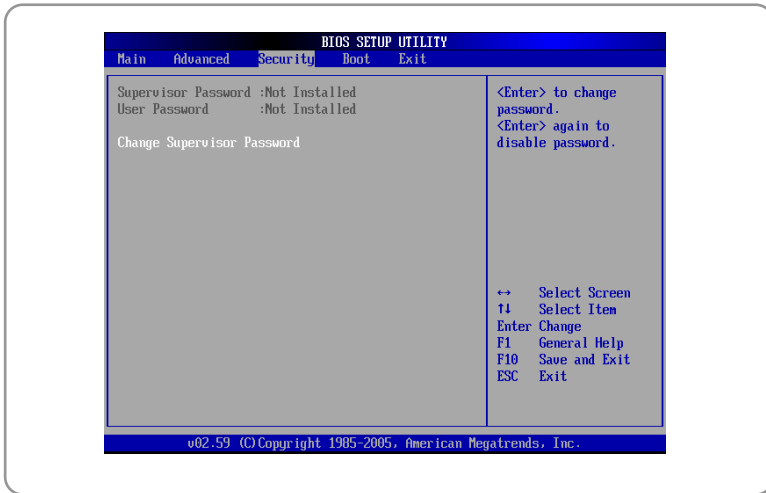 BIOS SETUP UTILITY
Main Advanced Security Boot Exit
Supervisor Password :Not Installed
User Password :Not Installed
Change Supervisor Password
<Enter> to change
password.
<Enter> again to
disable password.
↔ Select Screen
↑↓ Select Item
Enter Change
F1 General Help
F10 Save and Exit
ESC Exit
v02.59 (C)Copyright 1985-2005, American Megatrends, Inc.